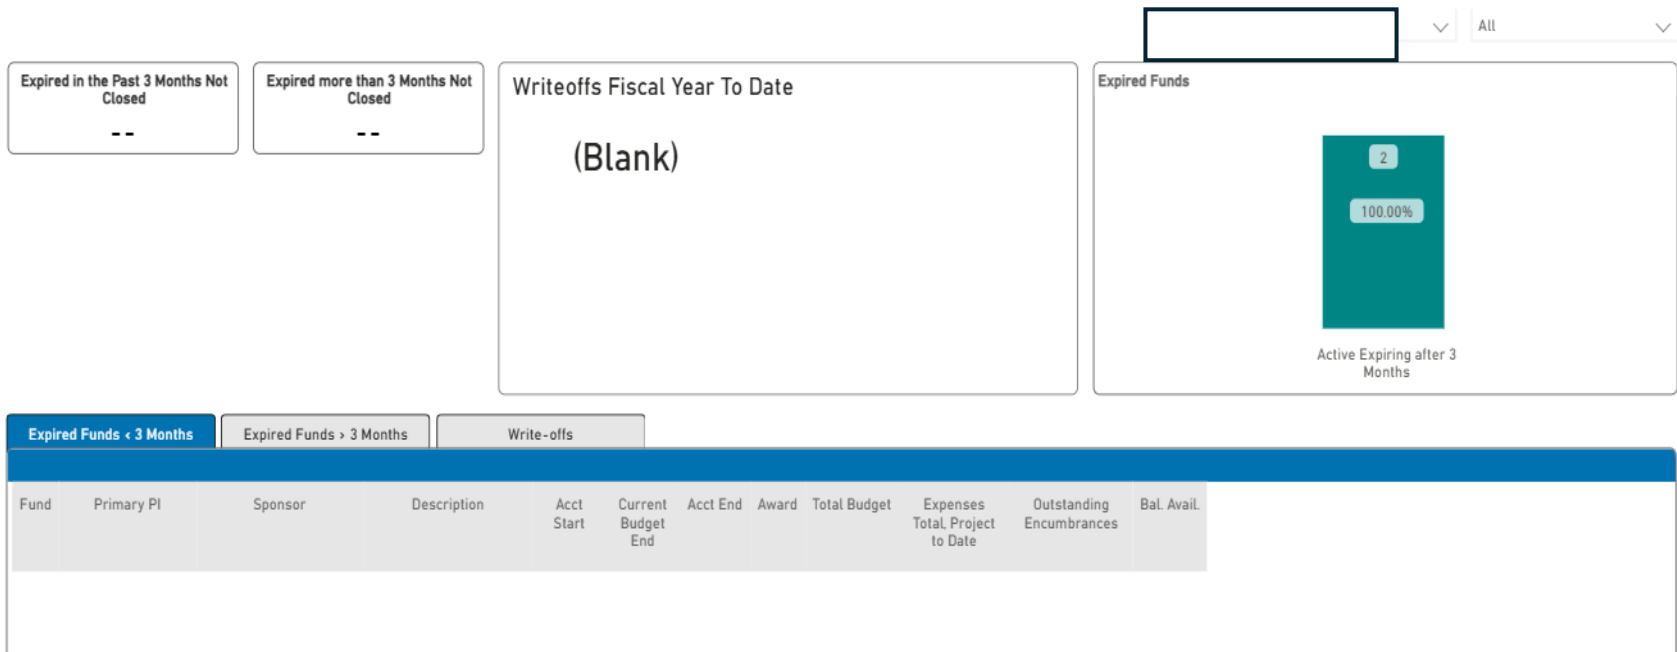 All
Expired in the Past 3 Months Not
Closed
--
Expired more than 3 Months Not
Closed
--
Writeoffs Fiscal Year To Date
(Blank)
Expired Funds
2
100.00%
Active Expiring after 3
Months
Expired Funds < 3 Months
Expired Funds > 3 Months
Write-offs
Fund
Primary PI
Sponsor
Description
Acct
Start
Current
Budget
End
Acct End
Award
Total Budget
Expenses
Total, Project
to Date
Outstanding
Encumbrances
Bal. Avail.